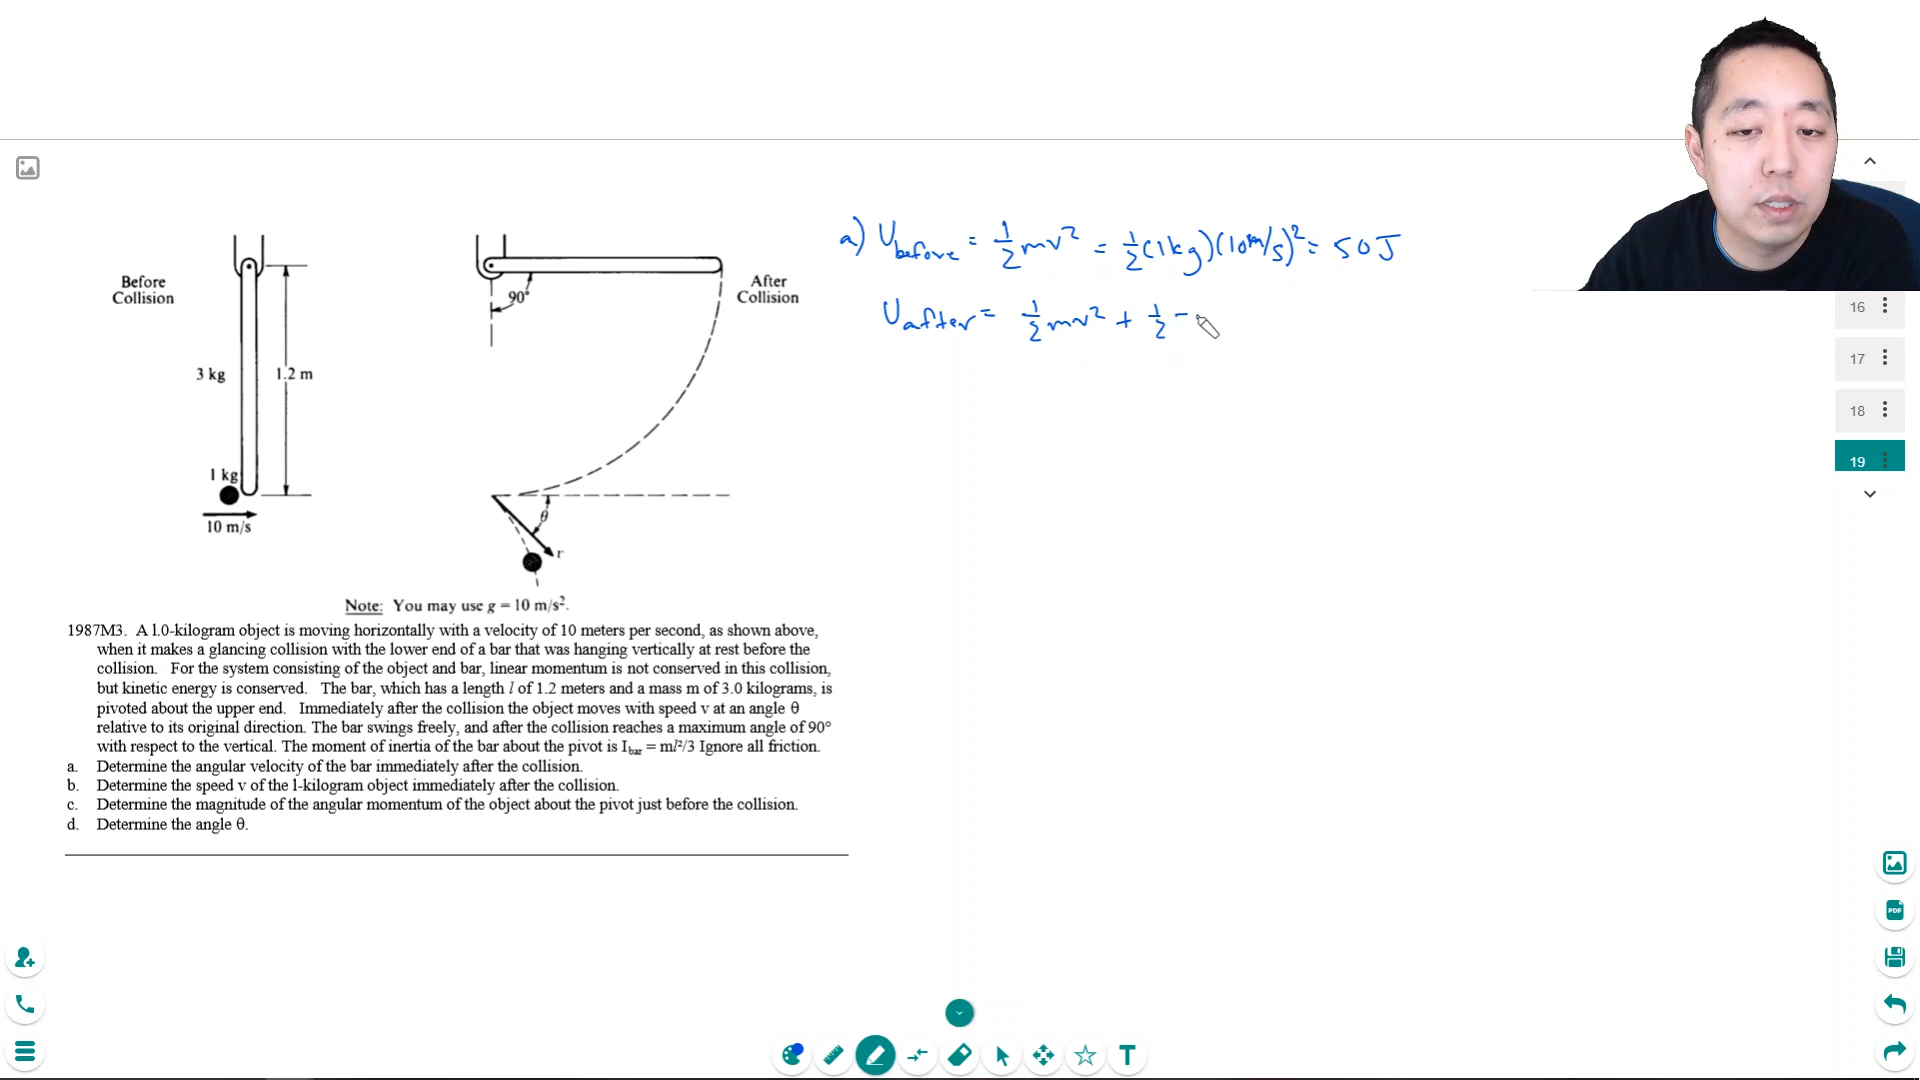 Before
Collision
3 kg
1.2 m
1 kg
10 m/s
90°
After
Collision
θ
r
Note: You may use g = 10 m/s².
1987M3. A 1.0-kilogram object is moving horizontally with a velocity of 10 meters per second, as shown above,
when it makes a glancing collision with the lower end of a bar that was hanging vertically at rest before the
collision. For the system consisting of the object and bar, linear momentum is not conserved in this collision,
but kinetic energy is conserved. The bar, which has a length l of 1.2 meters and a mass m of 3.0 kilograms, is
pivoted about the upper end. Immediately after the collision the object moves with speed v at an angle θ
relative to its original direction. The bar swings freely, and after the collision reaches a maximum angle of 90°
with respect to the vertical. The moment of inertia of the bar about the pivot is I_bar = ml²/3 Ignore all friction.
a. Determine the angular velocity of the bar immediately after the collision.
b. Determine the speed v of the l-kilogram object immediately after the collision.
c. Determine the magnitude of the angular momentum of the object about the pivot just before the collision.
d. Determine the angle θ.
a) U_before = 1/2 mv² = 1/2 (1kg)(10m/s)² = 50J
U_after = 1/2 mv² + 1/2
16
17
18
19
PDF
T